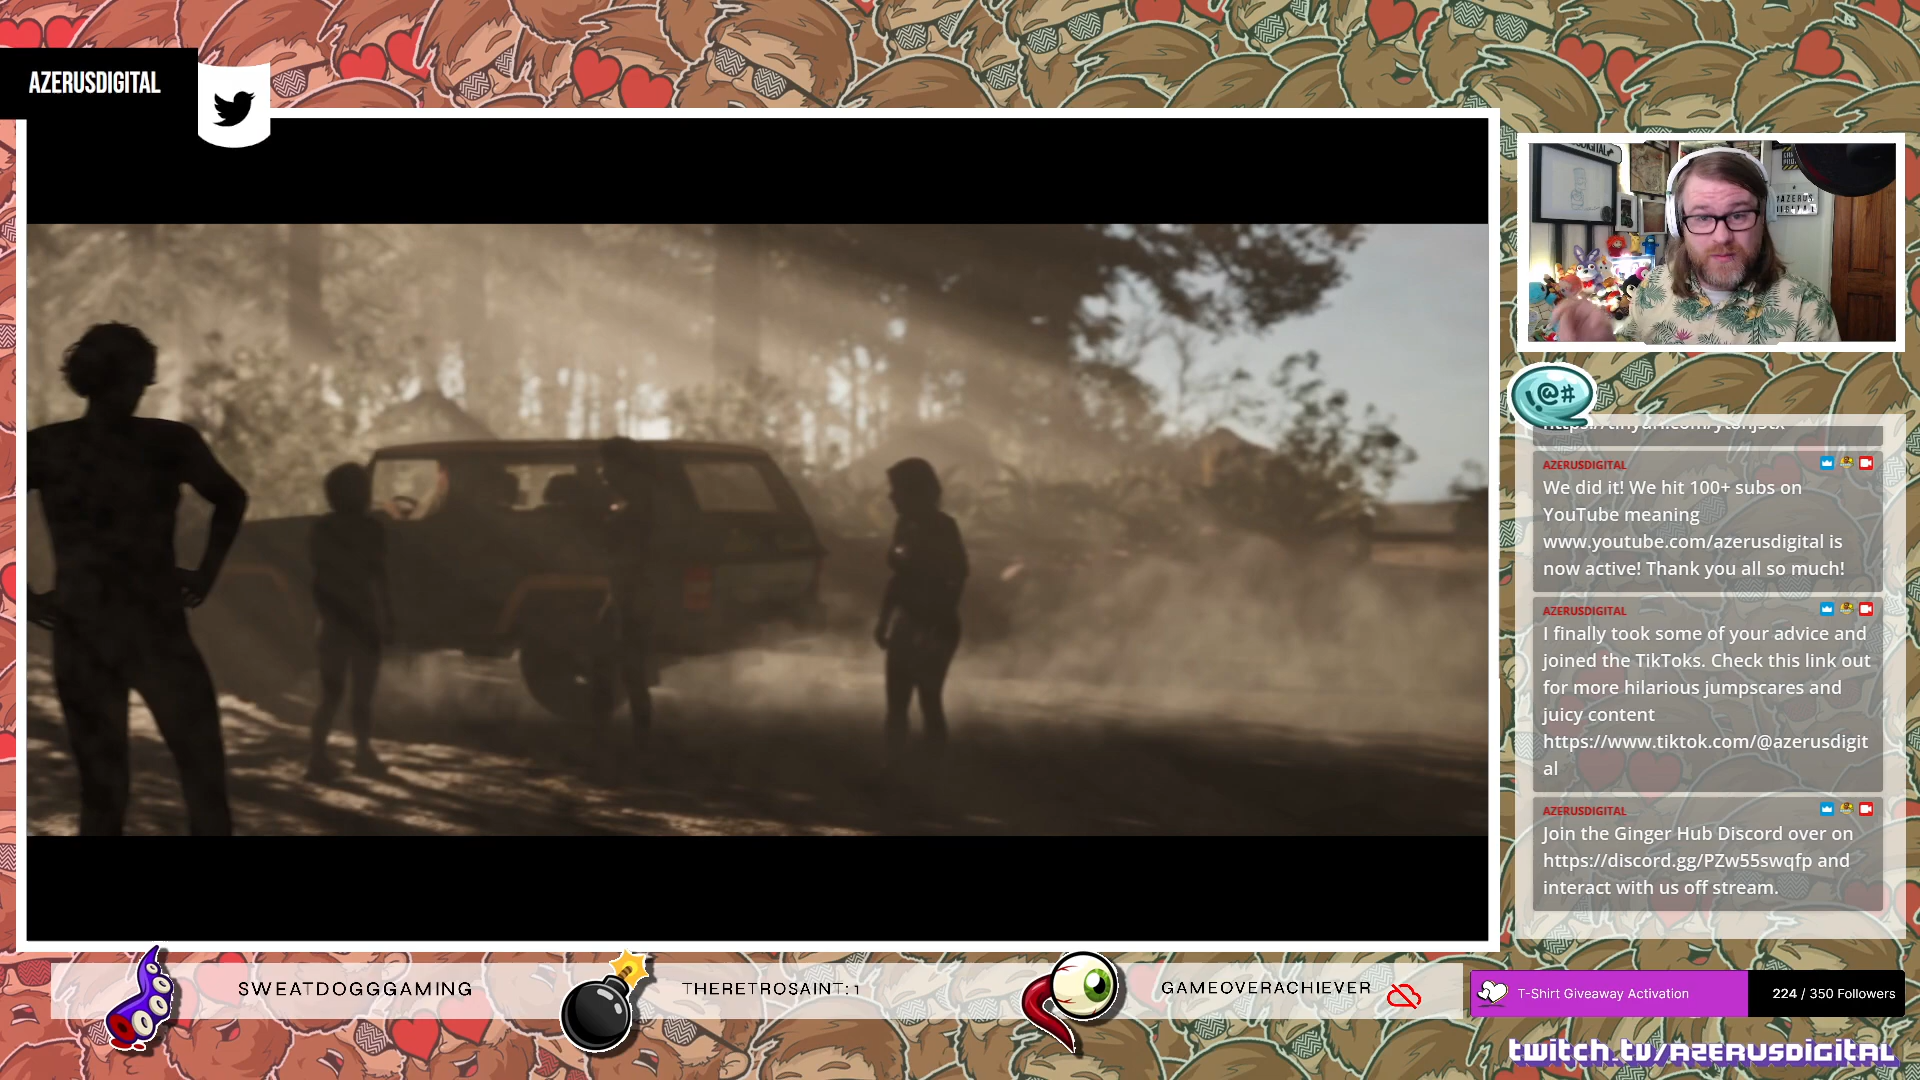 AZERUSDIGITAL
AZERUSDIGITAL
We did it! We hit 100+ subs on
YouTube meaning
www.youtube.com/azerusdigital is
now active! Thank you all so much!
AZERUSDIGITAL
I finally took some of your advice and
joined the TikToks. Check this link out
for more hilarious jumpscares and
juicy content
https://www.tiktok.com/@azerusdigit
al
AZERUSDIGITAL
Join the Ginger Hub Discord over on
https://discord.gg/PZw55swqfp and
interact with us off stream.
!@#
SWEATDOGGGAMING
THERETROSAINT:1
GAMEOVERACHIEVER
T-Shirt Giveaway Activation
224 / 350 Followers
twitch.tv/AZERUSDIGITAL